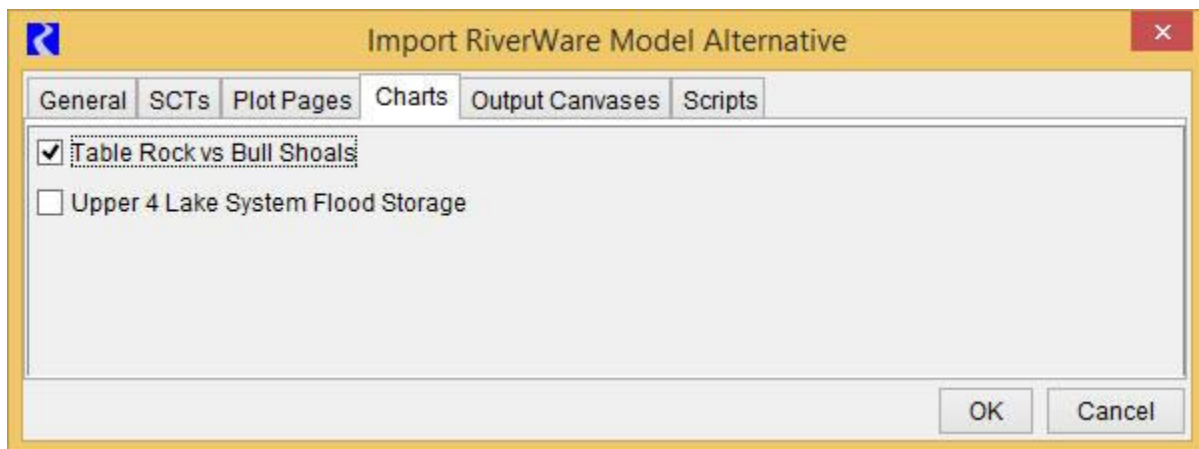 Import RiverWare Model Alternative
General SCTs Plot Pages Charts Output Canvases Scripts
Table Rock vs Bull Shoals
Upper 4 Lake System Flood Storage
OK Cancel